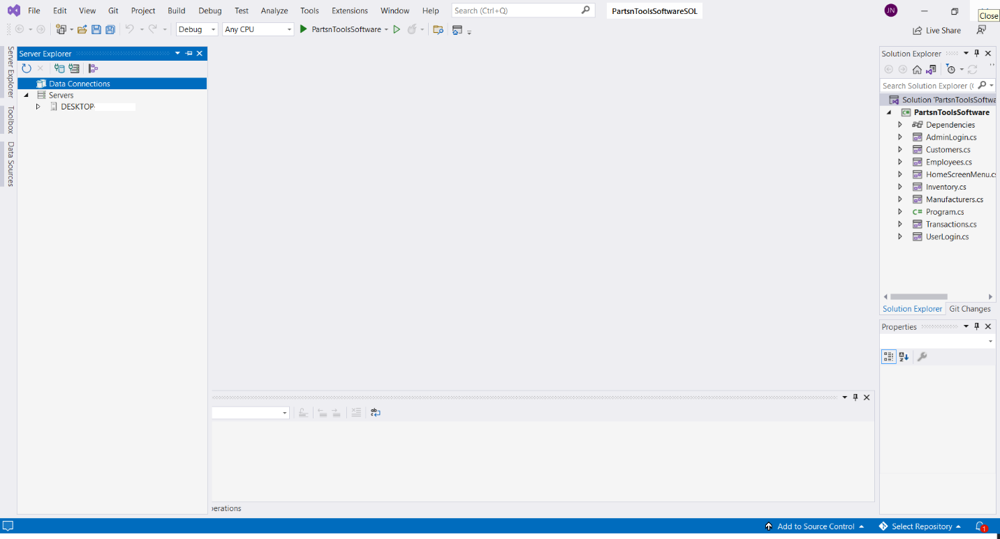 File Edit View Git Project Build Debug Test Analyze Tools Extensions Window Help Search (Ctrl+Q) PartsnToolsSoftwareSOL JN
Close
Debug Any CPU PartsnToolsSoftware Live Share
Server Explorer
Toolbox
Data Sources
Server Explorer
Data Connections
Servers
DESKTOP-
Solution Explorer
Search Solution Explorer (
Solution 'PartsnToolsSoftwa
PartsnToolsSoftware
Dependencies
AdminLogin.cs
Customers.cs
Employees.cs
HomeScreenMenu.cs
Inventory.cs
Manufacturers.cs
C# Program.cs
Transactions.cs
UserLogin.cs
Solution Explorer Git Changes
Properties
perations
Add to Source Control Select Repository 1